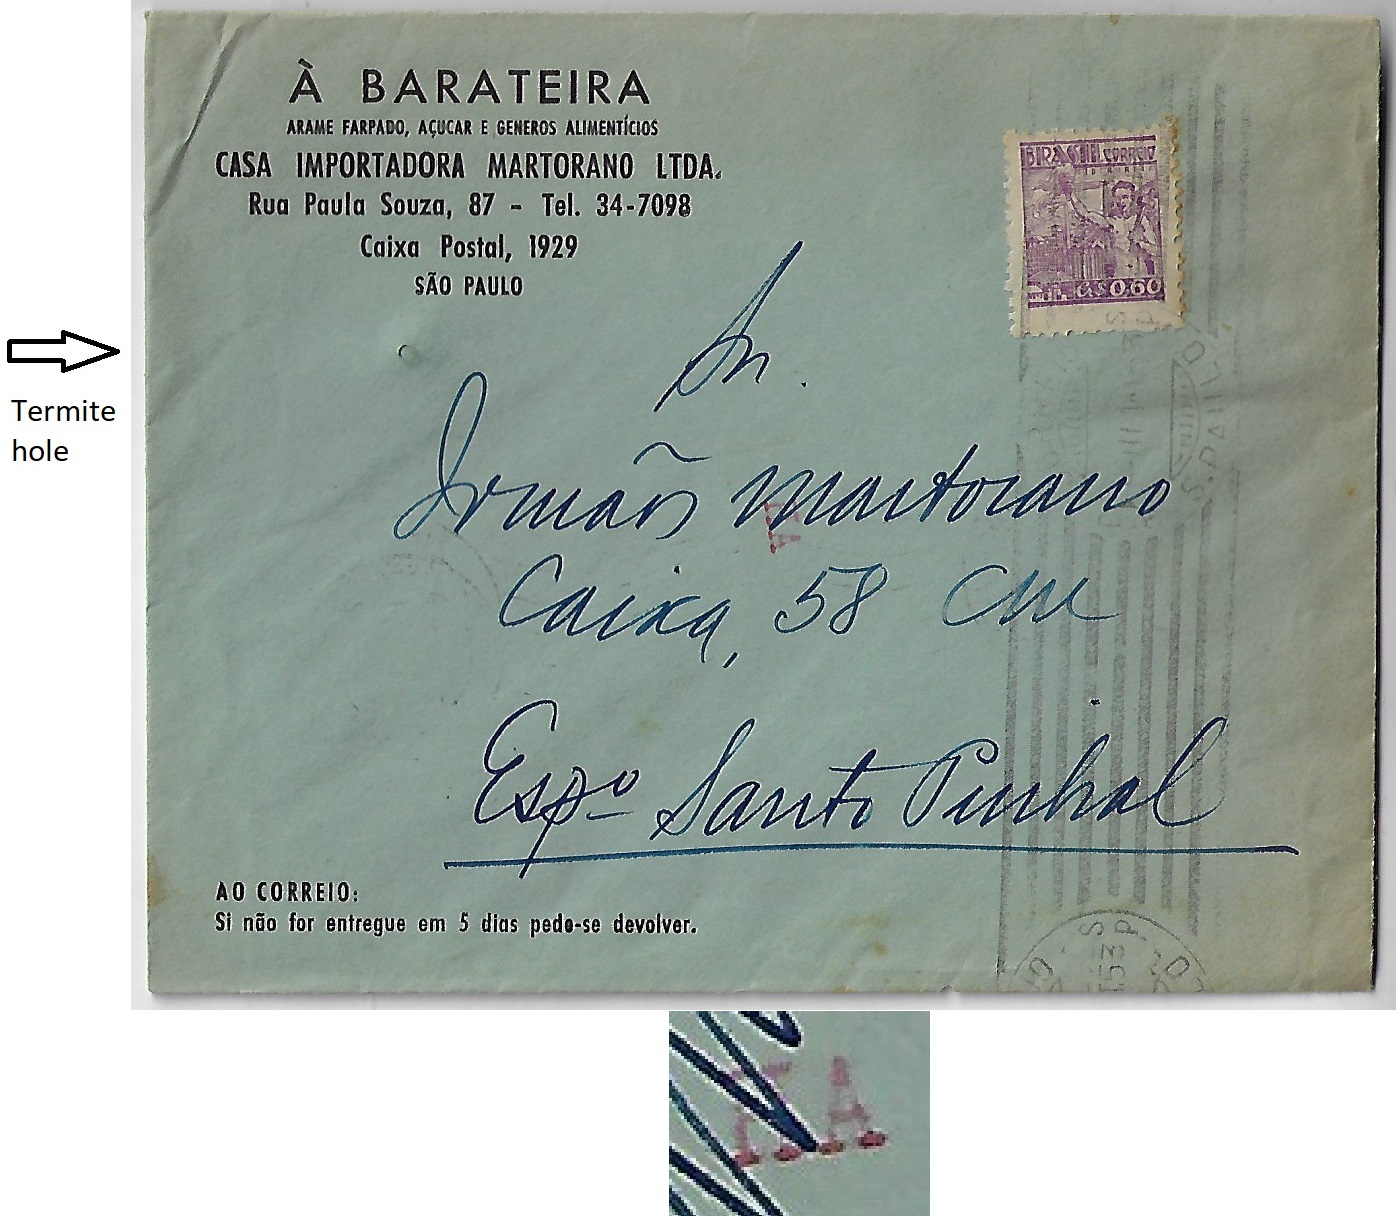 À BARATEIRA
ARAME FARPADO, AÇUCAR E GENEROS ALIMENTÍCIOS
CASA IMPORTADORA MARTORANO LTDA.
Rua Paula Souza, 87 - Tel. 34-7098
Caixa Postal, 1929
SÃO PAULO
BRASIL CORREIO
Cr$ 0,60
S. PAULO
Termite
hole
Sr.
Irmãos Martorano
Caixa, 58
Espº Santo Pinhal
AO CORREIO:
Si não for entregue em 5 dias pede-se devolver.